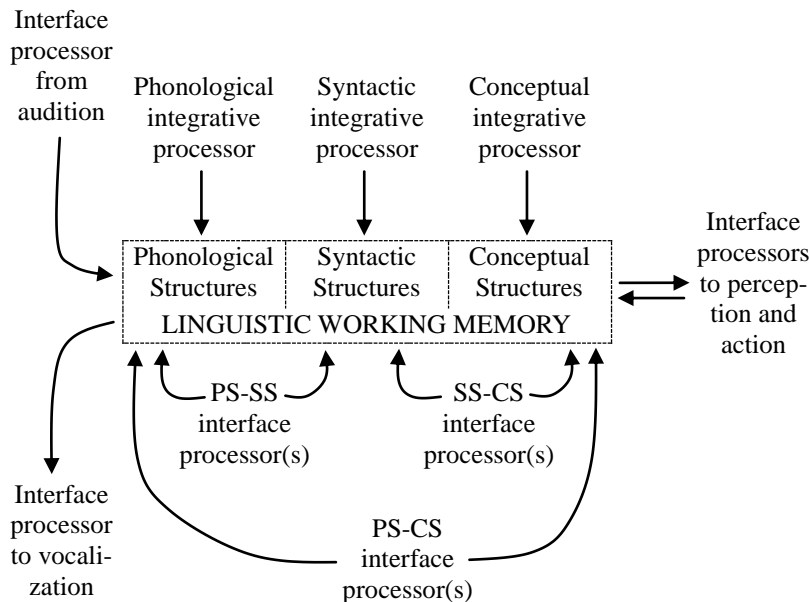 Interface
processor
from
audition
Phonological
integrative
processor
Syntactic
integrative
processor
Conceptual
integrative
processor
Phonological
Structures
Syntactic
Structures
Conceptual
Structures
LINGUISTIC WORKING MEMORY
Interface
processors
to percep-
tion and
action
PS-SS
interface
processor(s)
SS-CS
interface
processor(s)
Interface
processor
to vocali-
zation
PS-CS
interface
processor(s)